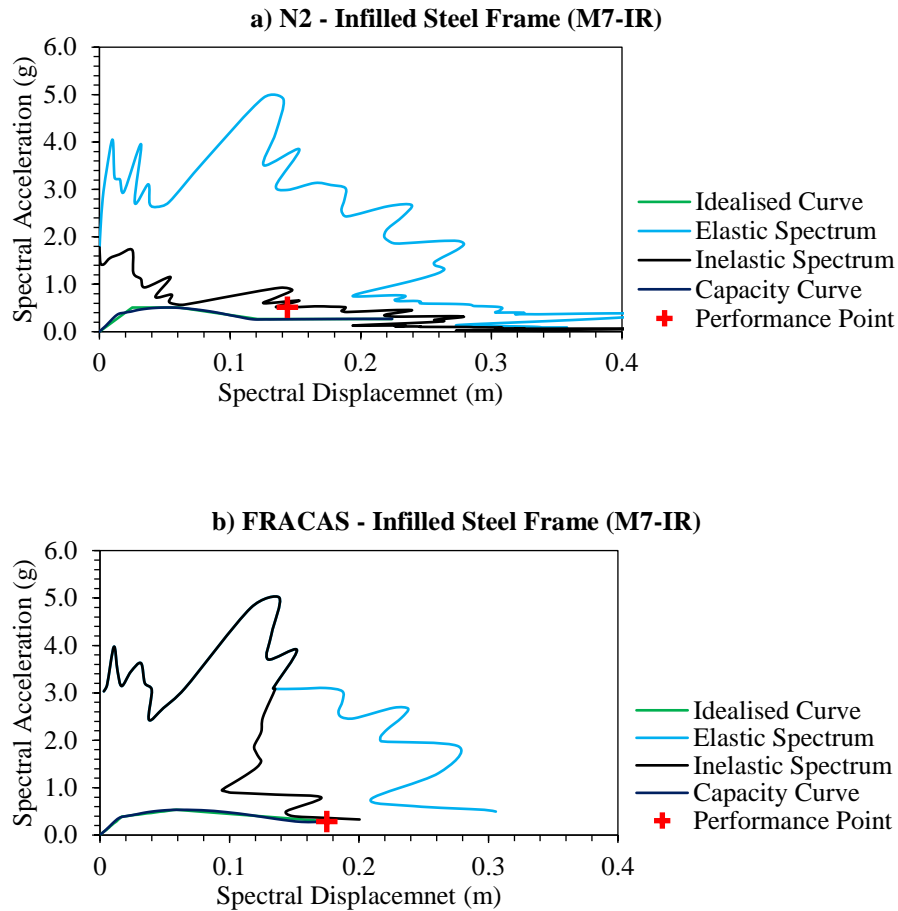 a) N2 - Infilled Steel Frame (M7-IR)
Spectral Acceleration (g)
6.0
5.0
4.0
3.0
2.0
1.0
0.0
0 0.1 0.2 0.3 0.4
Spectral Displacemnet (m)
Idealised Curve
Elastic Spectrum
Inelastic Spectrum
Capacity Curve
Performance Point
b) FRACAS - Infilled Steel Frame (M7-IR)
Spectral Acceleration (g)
6.0
5.0
4.0
3.0
2.0
1.0
0.0
0 0.1 0.2 0.3 0.4
Spectral Displacemnet (m)
Idealised Curve
Elastic Spectrum
Inelastic Spectrum
Capacity Curve
Performance Point